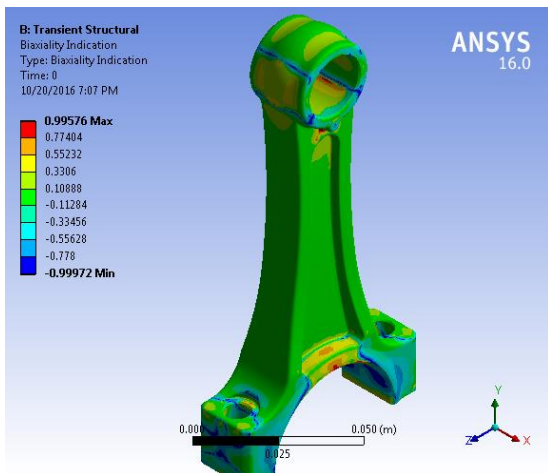 B: Transient Structural
Biaxiality Indication
Type: Biaxiality Indication
Time: 0
10/20/2016 7:07 PM
ANSYS
16.0
0.99576 Max
0.77404
0.55232
0.3306
0.10888
-0.11284
-0.33456
-0.55628
-0.778
-0.99972 Min
0.000
0.050 (m)
0.025
Y
Z
X